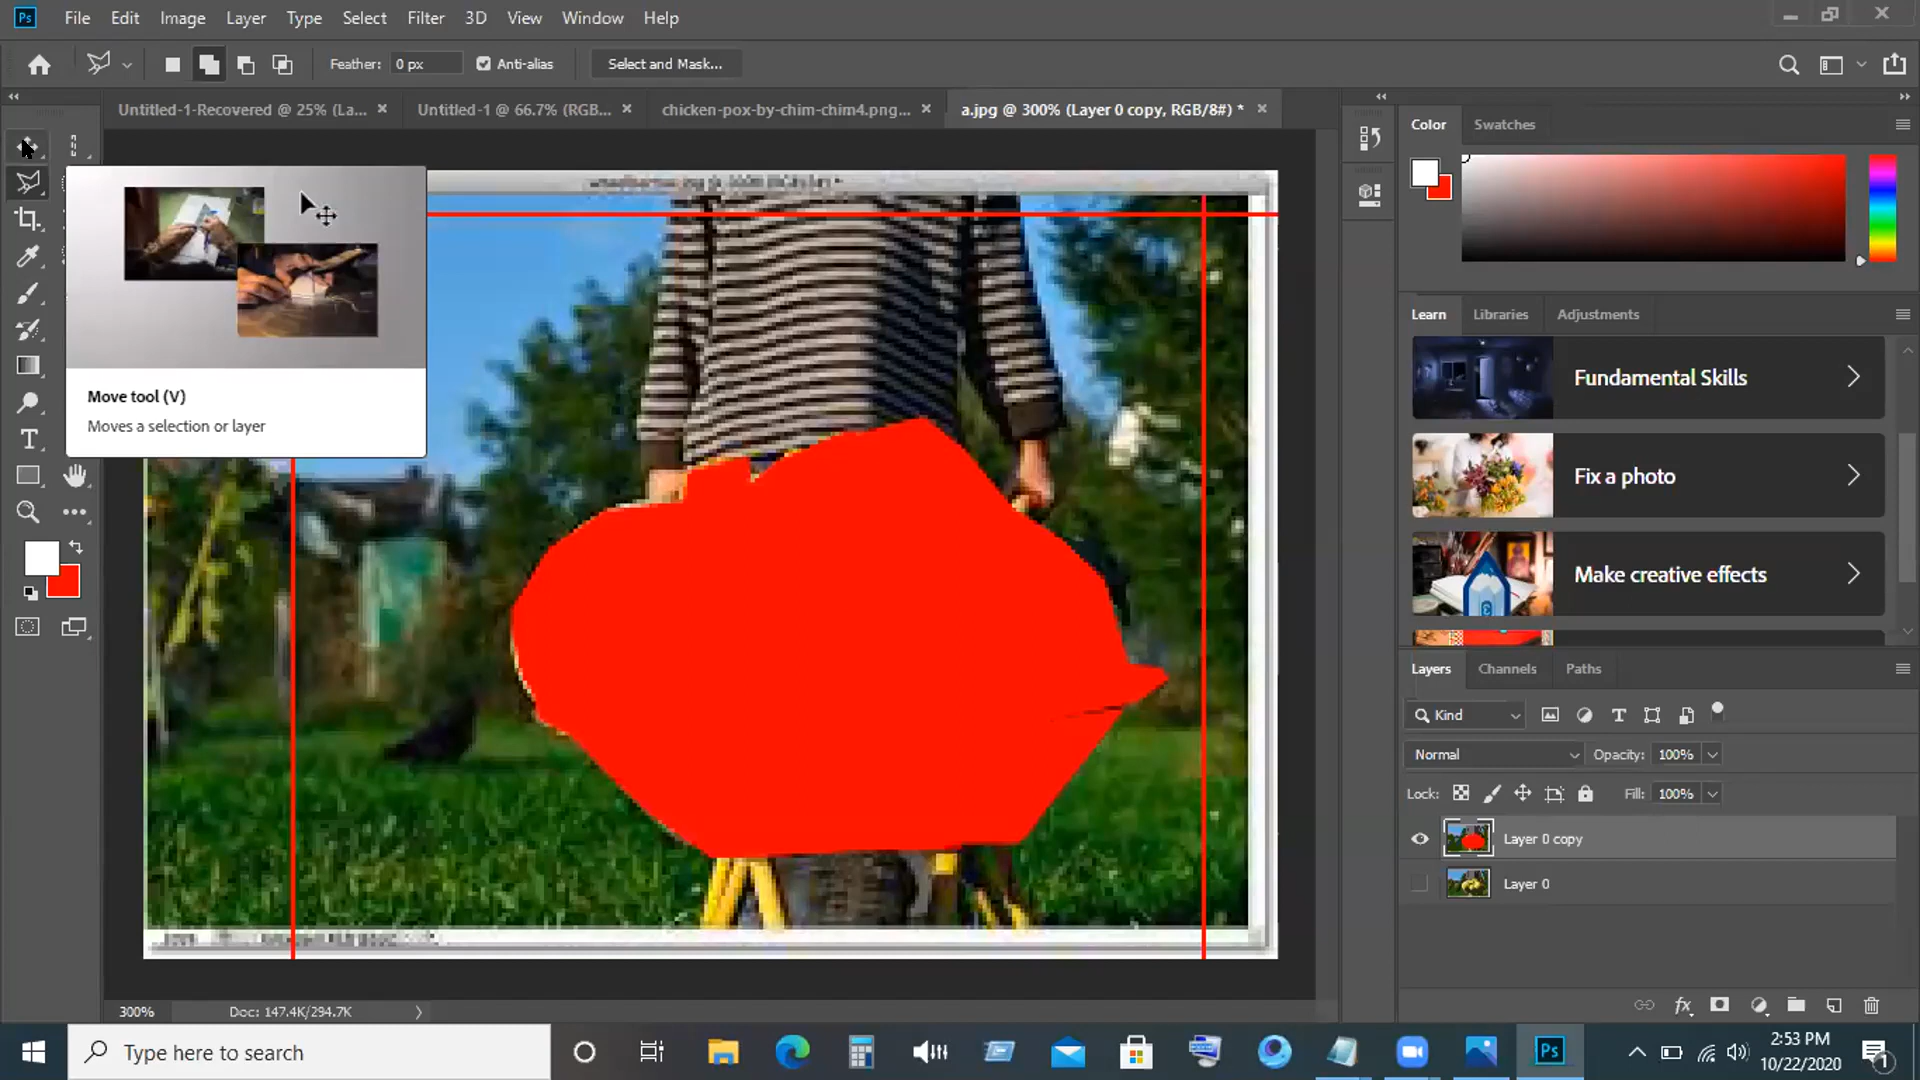 Ps File Edit Image Layer Type Select Filter 3D View Window Help
Feather: 0 px Anti-alias Select and Mask...
Untitled-1-Recovered @ 25% (La... Untitled-1 @ 66.7% (RGB... chicken-pox-by-chim-chim4.png... a.jpg @ 300% (Layer 0 copy, RGB/8#) *
Color Swatches
Learn Libraries Adjustments
Fundamental Skills
Move tool (V)
Moves a selection or layer
Fix a photo
Make creative effects
Layers Channels Paths
Kind
Normal Opacity: 100%
Lock: Fill: 100%
Layer 0 copy
Layer 0
300% Doc: 147.4K/294.7K
Type here to search
Ps
2:53 PM
10/22/2020
1